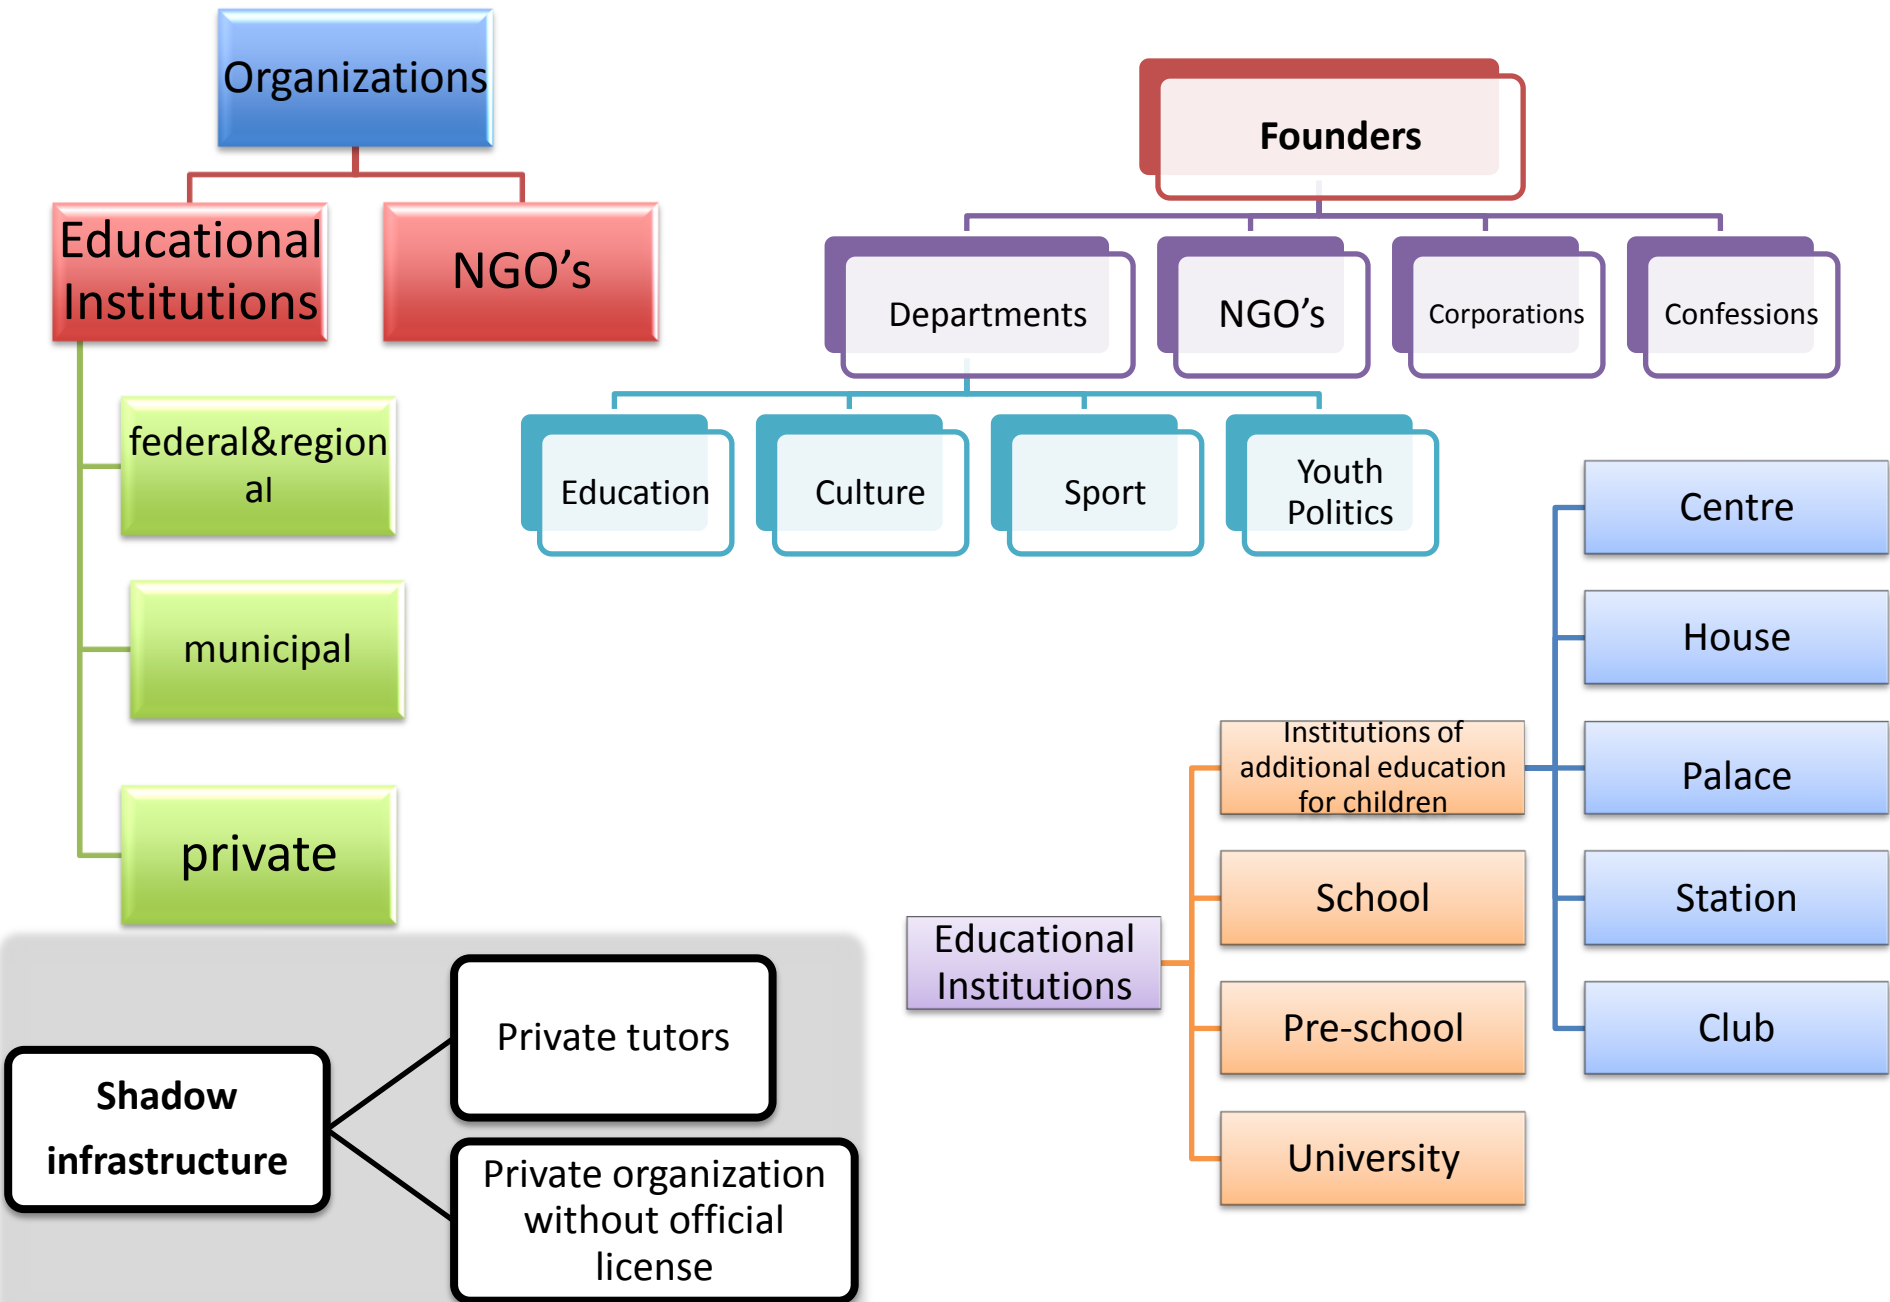 Organizations
Educational
Institutions
NGO’s
federal&region
al
municipal
private
Founders
Departments
NGO’s
Corporations
Confessions
Education
Culture
Sport
Youth
Politics
Educational
Institutions
Institutions of
additional education
for children
School
Pre-school
University
Centre
House
Palace
Station
Club
Shadow
infrastructure
Private tutors
Private organization
without official
license